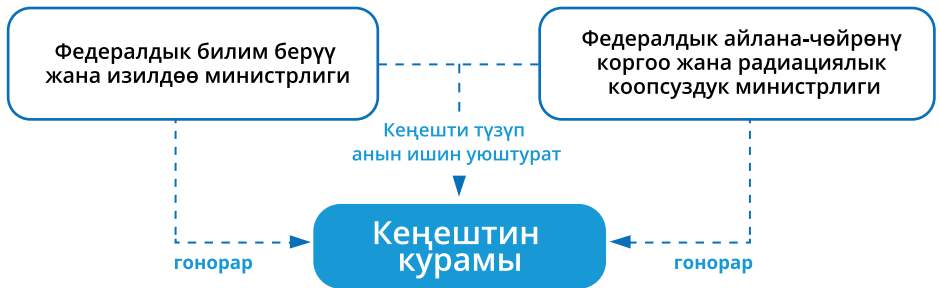 Федералдык билим берүү
жана изилдөө министрлиги
Федералдык айлана-чөйрөнү
коргоо жана радиациялык
коопсуздук министрлиги
Кеңешти түзүп
анын ишин уюштурат
Кеңештин
курамы
гонорар
гонорар